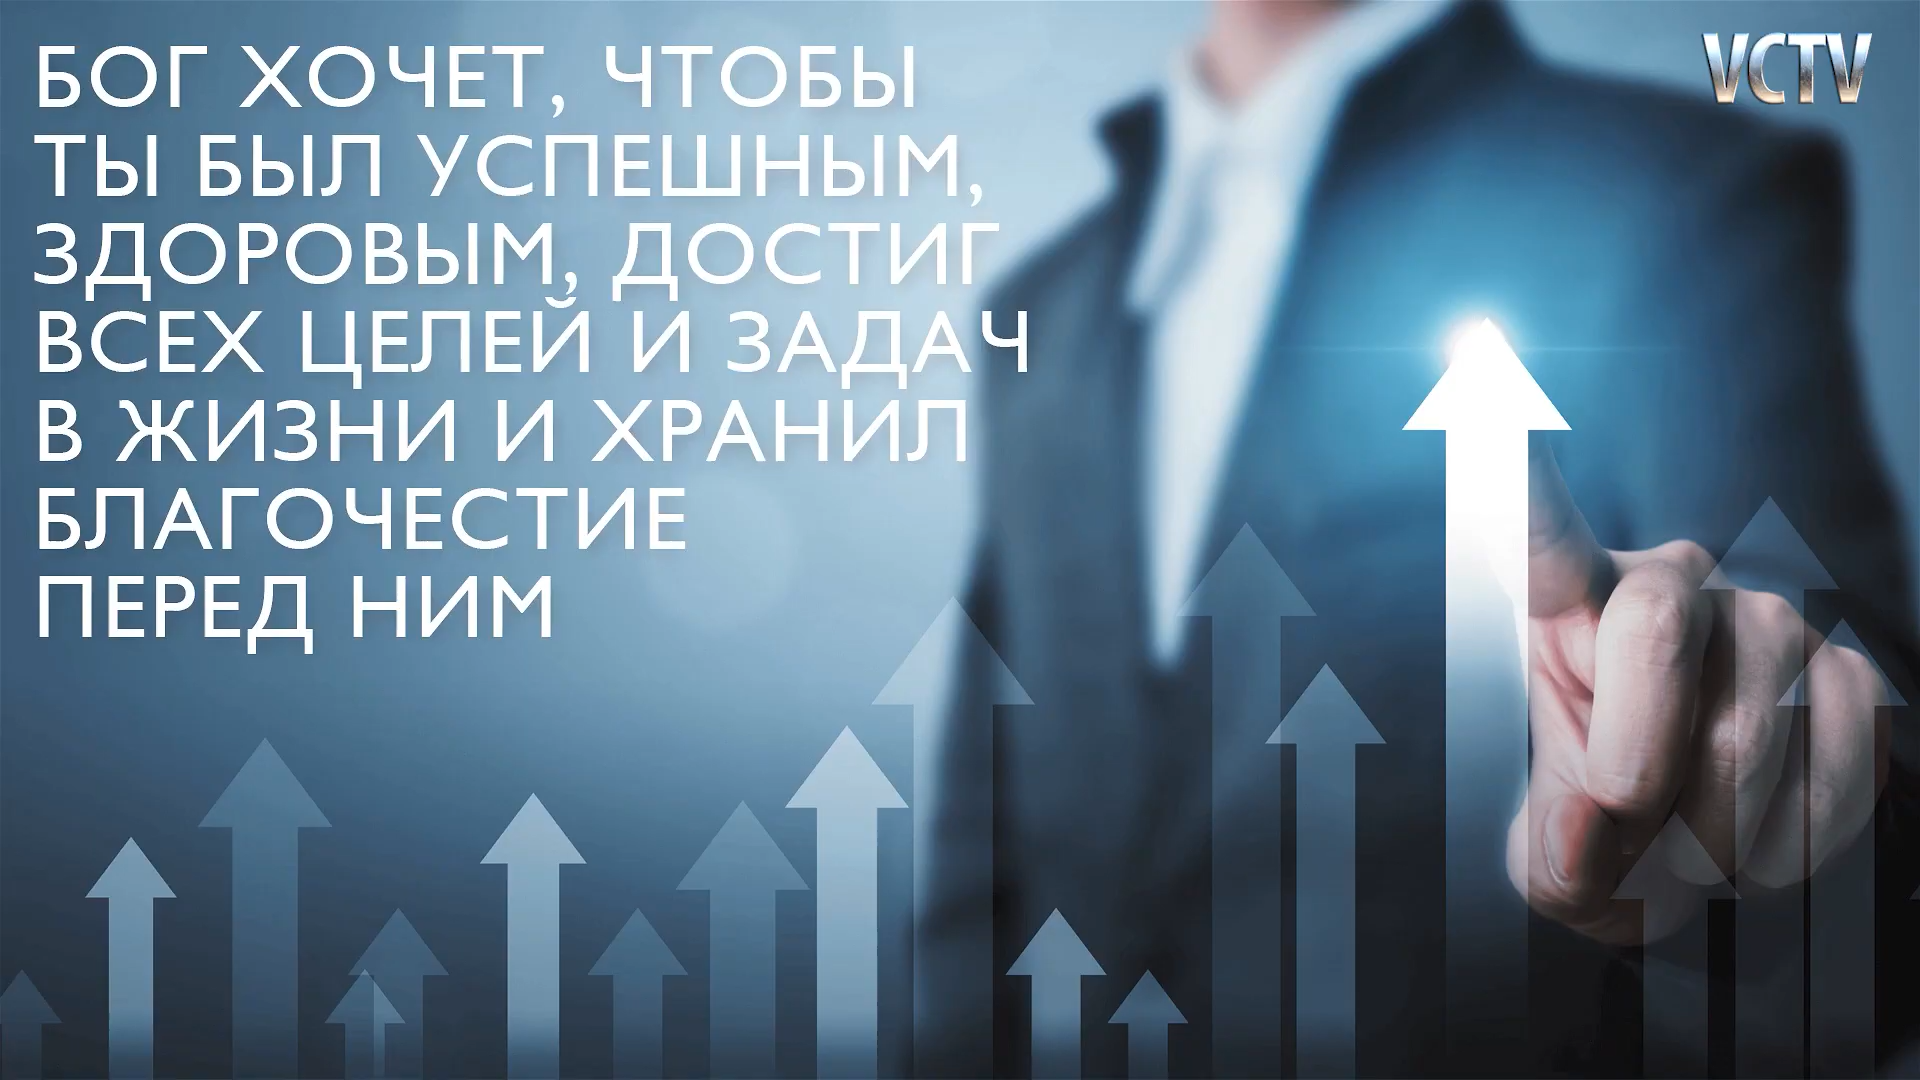 БОГ ХОЧЕТ, ЧТОБЫ
ТЫ БЫЛ УСПЕШНЫМ,
ЗДОРОВЫМ, ДОСТИГ
ВСЕХ ЦЕЛЕЙ И ЗАДАЧ
В ЖИЗНИ И ХРАНИЛ
БЛАГОЧЕСТИЕ
ПЕРЕД НИМ
VCTV